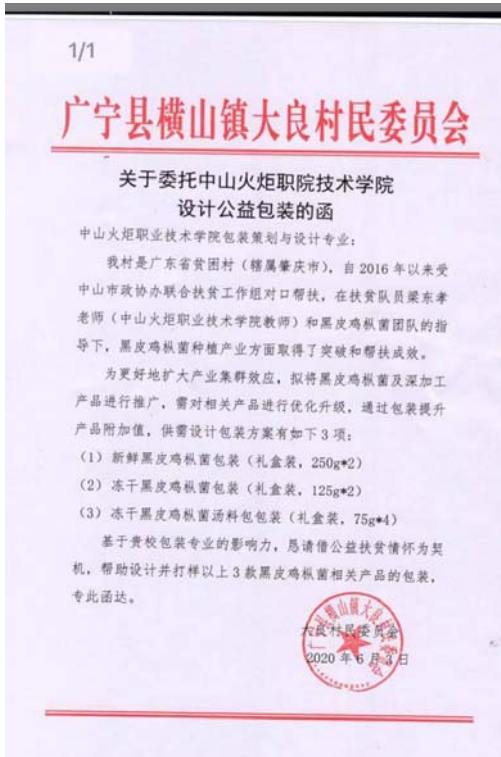 1/1
广宁县横山镇大良村民委员会
关于委托中山火炬职院技术学院
设计公益包装的函
中山火炬职业技术学院包装策划与设计专业：
我村是广东省贫困村（辖属肇庆市），自 2016 年以来受
中山市政协办联合扶贫工作组对口帮扶，在扶贫队员梁东孝
老师（中山火炬职业技术学院教师）和黑皮鸡枞菌团队的指
导下，黑皮鸡枞菌种植产业方面取得了突破和帮扶成效。
为更好地扩大产业集群效应，拟将黑皮鸡枞菌及深加工
产品进行推广，需对相关产品进行优化升级，通过包装提升
产品附加值，供需设计包装方案有如下 3 项：
（1）新鲜黑皮鸡枞菌包装（礼盒装，250g*2）
（2）冻干黑皮鸡枞菌包装（礼盒装，125g*2）
（3）冻干黑皮鸡枞菌汤料包包装（礼盒装，75g*4）
基于贵校包装专业的影响力，恳请借公益扶贫情怀为契
机，帮助设计并打样以上 3 款黑皮鸡枞菌相关产品的包装，
专此函达。
大良村民委员会
2020 年 6 月 3 日